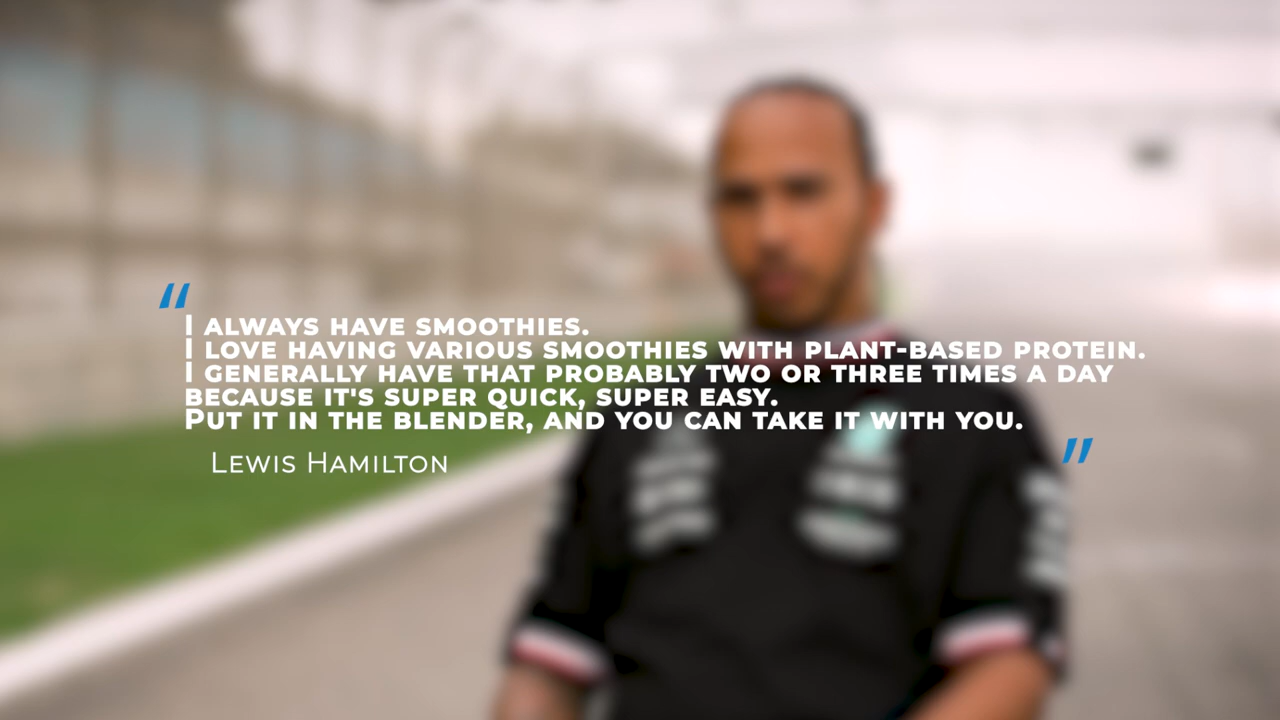 "
I ALWAYS HAVE SMOOTHIES.
I LOVE HAVING VARIOUS SMOOTHIES WITH PLANT-BASED PROTEIN.
I GENERALLY HAVE THAT PROBABLY TWO OR THREE TIMES A DAY
BECAUSE IT'S SUPER QUICK, SUPER EASY.
PUT IT IN THE BLENDER, AND YOU CAN TAKE IT WITH YOU.
"
LEWIS HAMILTON